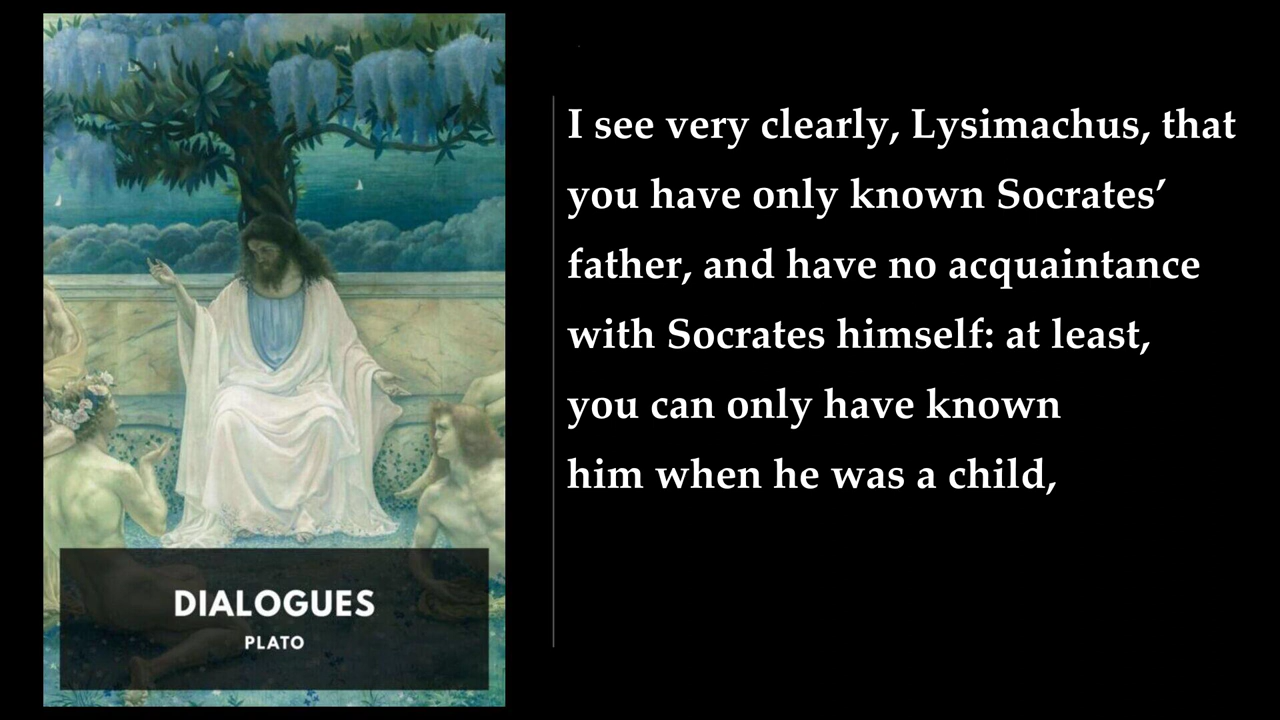 DIALOGUES
PLATO
I see very clearly, Lysimachus, that
you have only known Socrates’
father, and have no acquaintance
with Socrates himself: at least,
you can only have known
him when he was a child,